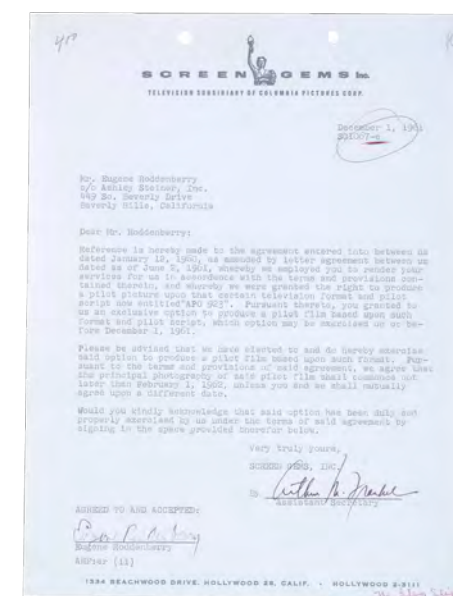 SCREEN GEMS Inc.
TELEVISION SUBSIDIARY OF COLUMBIA PICTURES CORP.
December 1, 1961
Mr. Eugene Roddenberry
c/o Ashley Steiner, Inc.
449 So. Beverly Drive
Beverly Hills, California
Dear Mr. Roddenberry:
Reference is hereby made to the agreement entered into between us
dated January 12, 1960, as amended by letter agreement between us
dated as of June 2, 1961, whereby we employed you to render your
services for us in accordance with the terms and provisions con-
tained therein, and whereby we were granted the right to produce
a pilot picture upon that certain television format and pilot
script now entitled "APO 923". Pursuant thereto, you granted to
us an exclusive option to produce a pilot film based upon such
format and pilot script, which option may be exercised on or be-
fore December 1, 1961.
Please be advised that we have elected to and do hereby exercise
said option to produce a pilot film based upon such format. Pur-
suant to the terms and provisions of said agreement, we agree that
the principal photography of said pilot film shall commence not
later than February 1, 1962, unless you and we shall mutually
agree upon a different date.
Would you kindly acknowledge that said option has been duly and
properly exercised by us under the terms of said agreement by
signing in the space provided therefor below.
Very truly yours,
SCREEN GEMS, INC.
Assistant Secretary
AGREED TO AND ACCEPTED:
Eugene Roddenberry
1334 BEACHWOOD DRIVE, HOLLYWOOD 28, CALIF. · HOLLYWOOD 2-3111